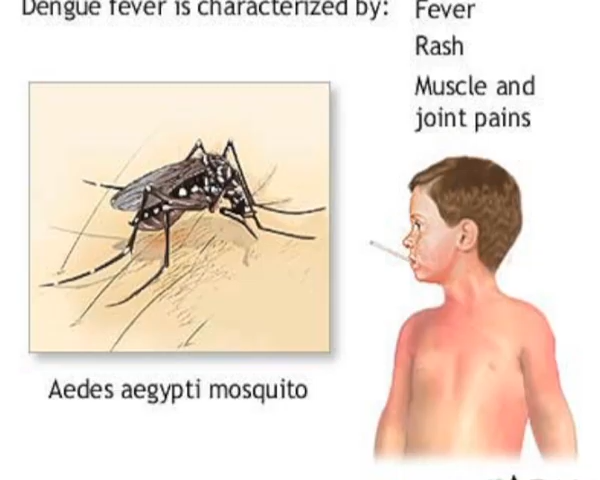 Dengue fever is characterized by:
Fever
Rash
Muscle and
joint pains
Aedes aegypti mosquito